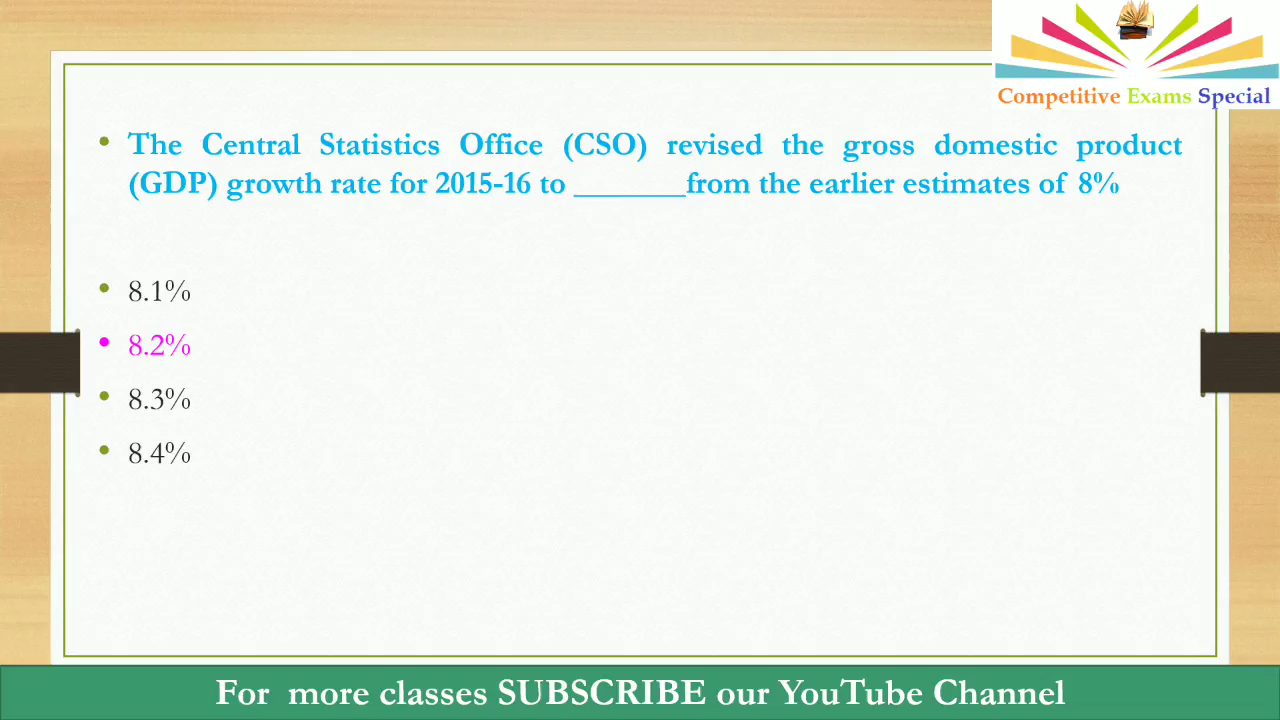 Competitive Exams Special
• The Central Statistics Office (CSO) revised the gross domestic product
(GDP) growth rate for 2015-16 to _______from the earlier estimates of 8%
• 8.1%
• 8.2%
• 8.3%
• 8.4%
For more classes SUBSCRIBE our YouTube Channel